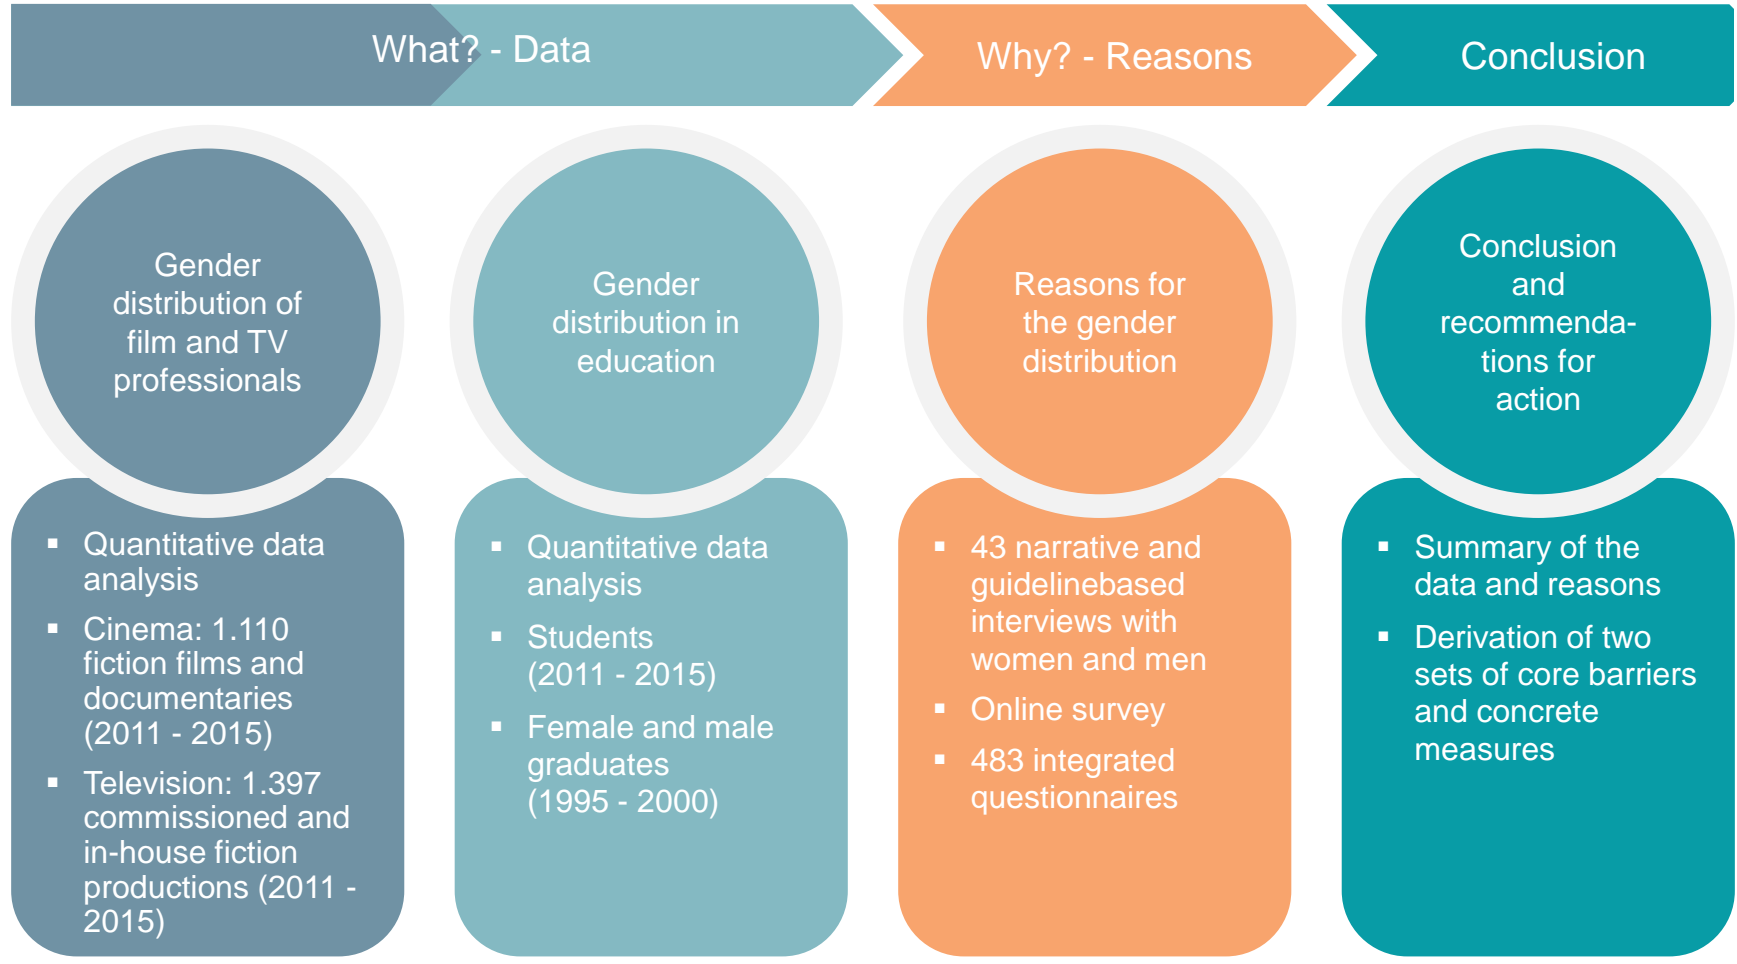 What? - Data
Why? - Reasons
Conclusion
Gender
distribution of
film and TV
professionals
Gender
distribution in
education
Reasons for
the gender
distribution
Conclusion
and
recommenda-
tions for
action
▪ Quantitative data
analysis
▪ Cinema: 1.110
fiction films and
documentaries
(2011 - 2015)
▪ Television: 1.397
commissioned and
in-house fiction
productions (2011 -
2015)
▪ Quantitative data
analysis
▪ Students
(2011 - 2015)
▪ Female and male
graduates
(1995 - 2000)
▪ 43 narrative and
guidelinebased
interviews with
women and men
▪ Online survey
▪ 483 integrated
questionnaires
▪ Summary of the
data and reasons
▪ Derivation of two
sets of core barriers
and concrete
measures